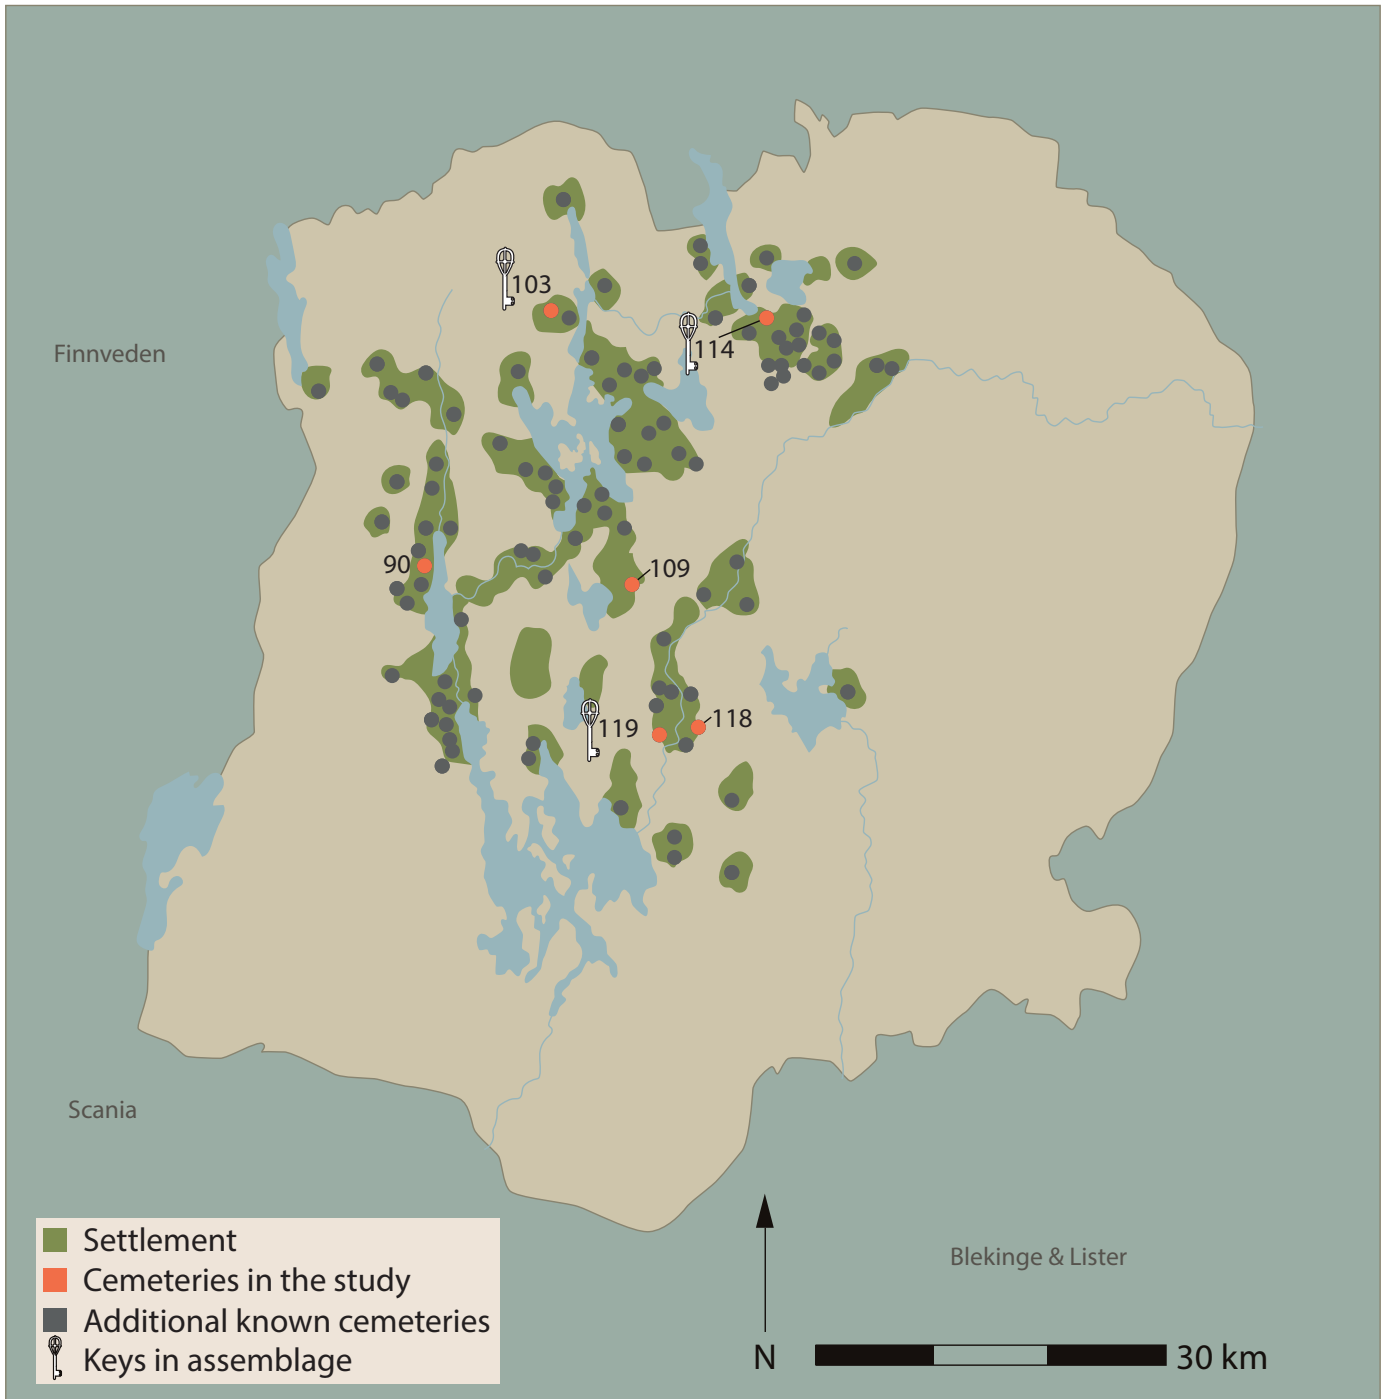 103
114
Finnveden
90
109
118
119
Scania
Settlement
Cemeteries in the study
Additional known cemeteries
Keys in assemblage
Blekinge & Lister
N
30 km